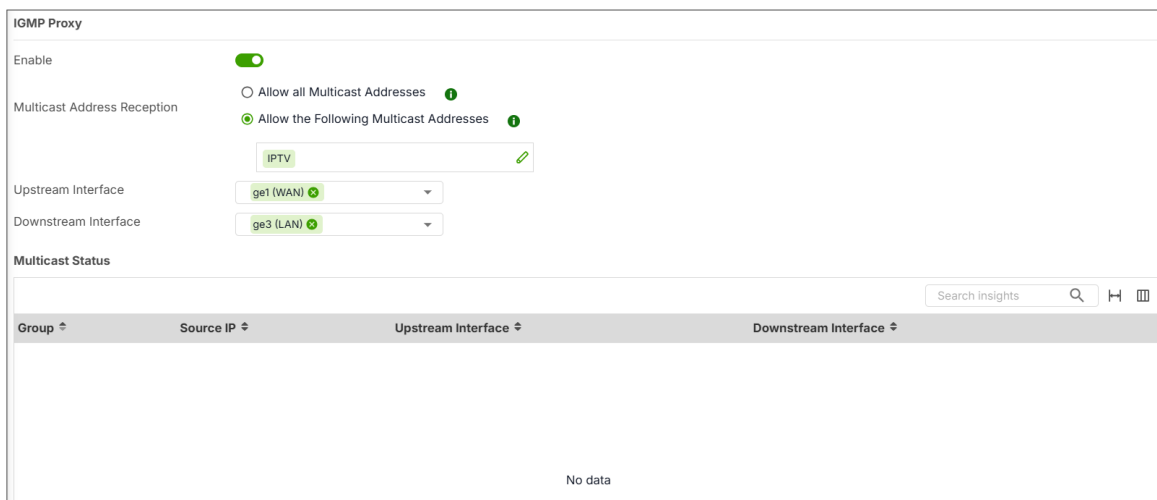 IGMP Proxy
Enable
Multicast Address Reception
Allow all Multicast Addresses
Allow the Following Multicast Addresses
IPTV
Upstream Interface
ge1 (WAN)
Downstream Interface
ge3 (LAN)
Multicast Status
Search insights
Group Source IP Upstream Interface Downstream Interface
No data